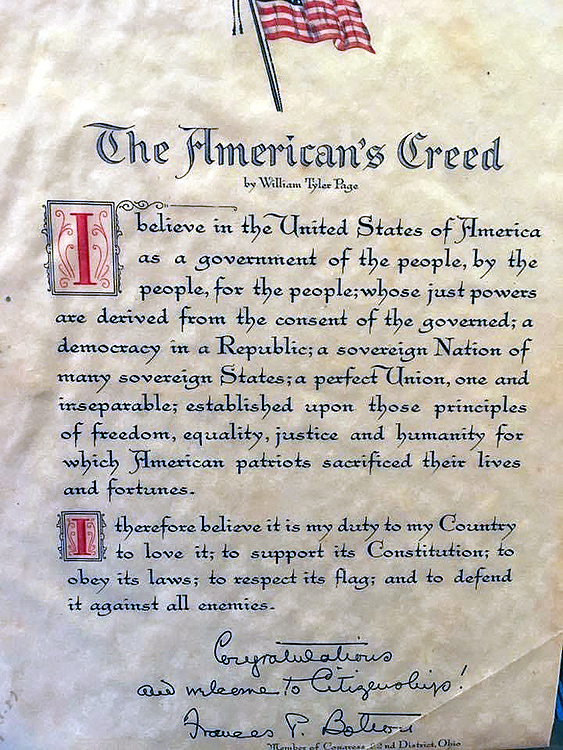 The American's Creed
by William Tyler Page
I believe in the United States of America
as a government of the people, by the
people, for the people; whose just powers
are derived from the consent of the governed; a
democracy in a Republic; a sovereign Nation of
many sovereign States; a perfect Union, one and
inseparable; established upon those principles
of freedom, equality, justice and humanity for
which American patriots sacrificed their lives
and fortunes.
I therefore believe it is my duty to my Country
to love it; to support its Constitution; to
obey its laws; to respect its flag; and to defend
it against all enemies.
Congratulations
and welcome to Citizenship!
Frances P. Bolton
Member of Congress, 22nd District, Ohio